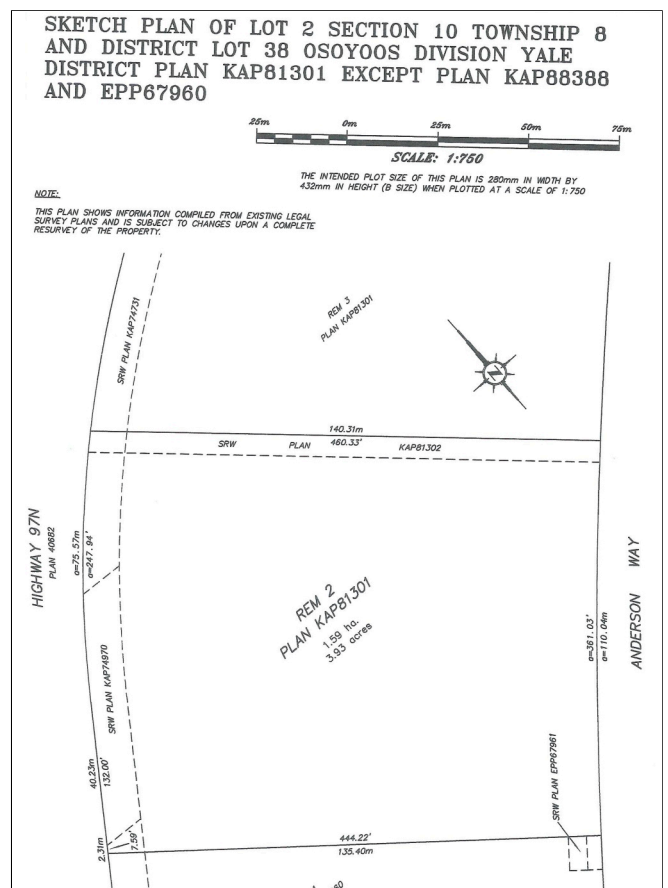 SKETCH PLAN OF LOT 2 SECTION 10 TOWNSHIP 8
AND DISTRICT LOT 38 OSOYOOS DIVISION YALE
DISTRICT PLAN KAP81301 EXCEPT PLAN KAP88388
AND EPP67960
25m 0m 25m 50m 75m
SCALE: 1:750
THE INTENDED PLOT SIZE OF THIS PLAN IS 280mm IN WIDTH BY
432mm IN HEIGHT (B SIZE) WHEN PLOTTED AT A SCALE OF 1:750
NOTE:
THIS PLAN SHOWS INFORMATION COMPILED FROM EXISTING LEGAL
SURVEY PLANS AND IS SUBJECT TO CHANGES UPON A COMPLETE
RESURVEY OF THE PROPERTY.
SRW PLAN KAP74731
REM 3
PLAN KAP81301
N
140.31m
SRW PLAN 460.33' KAP81302
HIGHWAY 97N
PLAN 40682
a=75.57m
a=247.94'
REM 2
PLAN KAP81301
1.59 ha.
3.93 acres
a=361.03'
a=110.04m
ANDERSON WAY
SRW PLAN KAP74970
40.23m
132.00'
SRW PLAN EPP67961
2.31m
7.59'
444.22'
135.40m